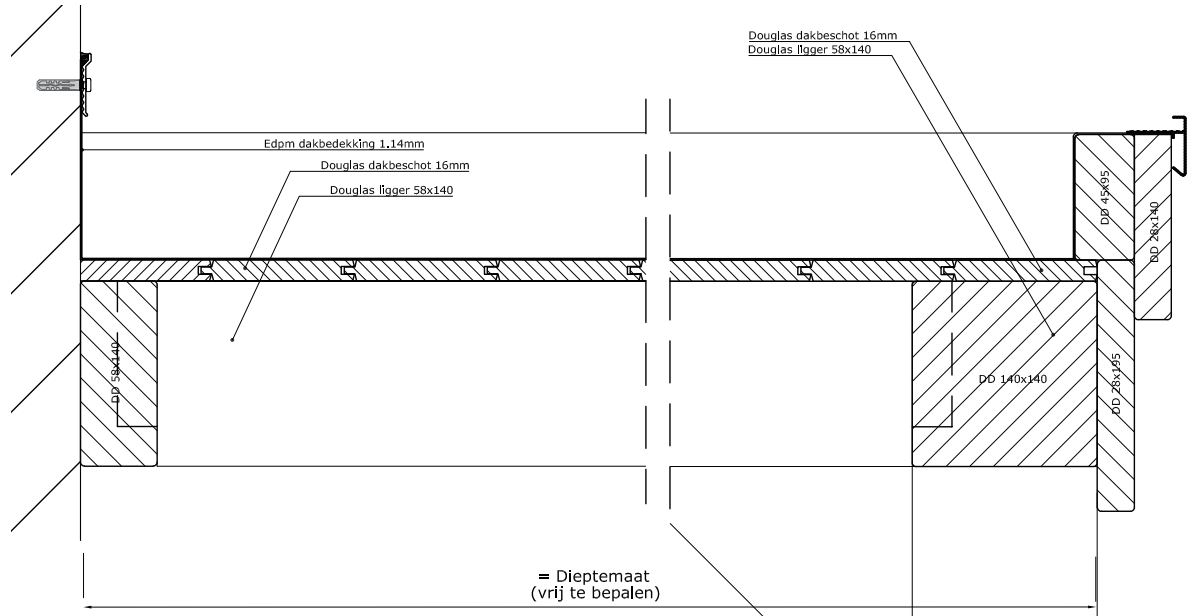 Douglas dakbeschot 16mm
Douglas ligger 58x140
Edpm dakbedekking 1.14mm
Douglas dakbeschot 16mm
Douglas ligger 58x140
DD 45x95
DD 28x140
DD 58x140
DD 140x140
DD 28x195
= Dieptemaat
(vrij te bepalen)